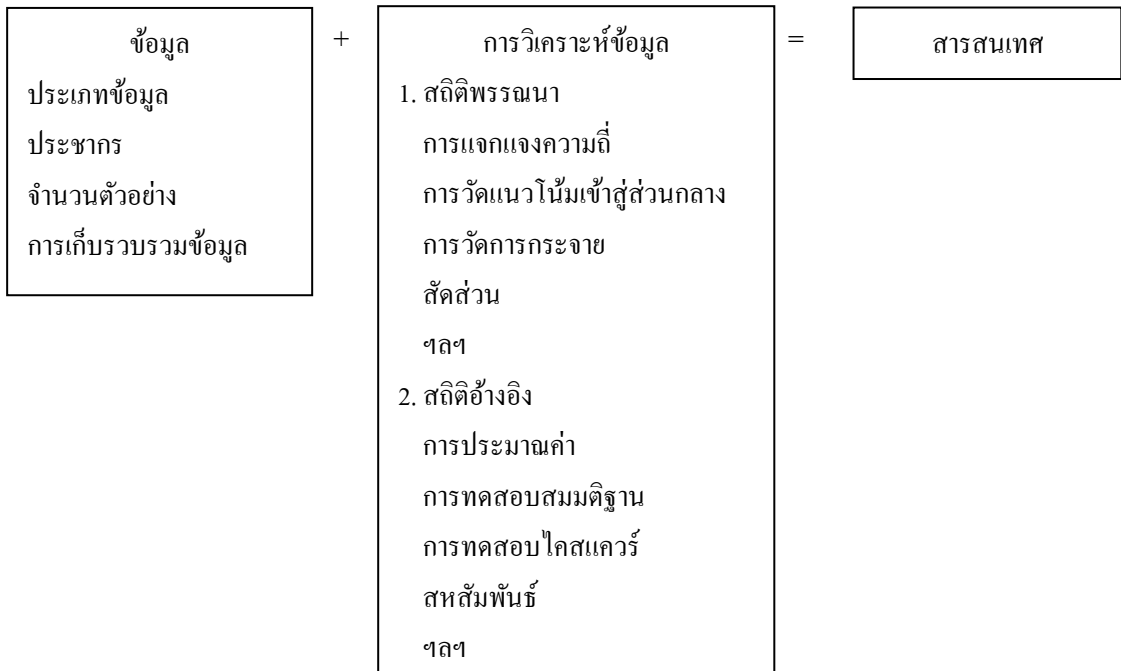 ข้อมูล
ประเภทข้อมูล
ประชากร
จำนวนตัวอย่าง
การเก็บรวบรวมข้อมูล
+
การวิเคราะห์ข้อมูล
1. สถิติพรรณนา
การแจกแจงความถี่
การวัดแนวโน้มเข้าสู่ส่วนกลาง
การวัดการกระจาย
สัดส่วน
ฯลฯ
2. สถิติอ้างอิง
การประมาณค่า
การทดสอบสมมติฐาน
การทดสอบไคสแควร์
สหสัมพันธ์
ฯลฯ
=
สารสนเทศ